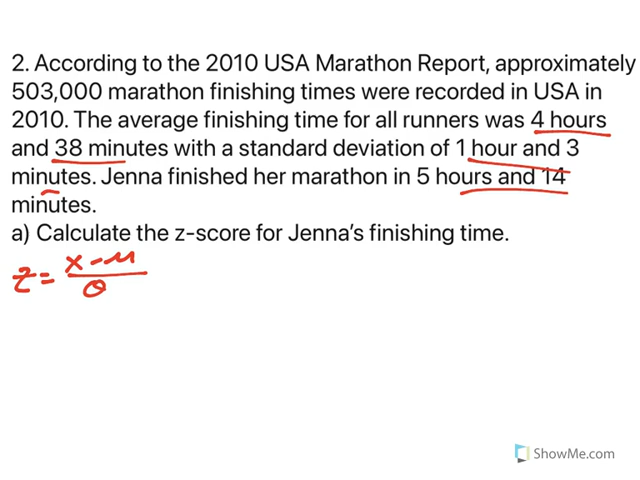 2. According to the 2010 USA Marathon Report, approximately
503,000 marathon finishing times were recorded in USA in
2010. The average finishing time for all runners was 4 hours
and 38 minutes with a standard deviation of 1 hour and 3
minutes. Jenna finished her marathon in 5 hours and 14
minutes.
a) Calculate the z-score for Jenna’s finishing time.
z = (x - μ) / σ
ShowMe.com